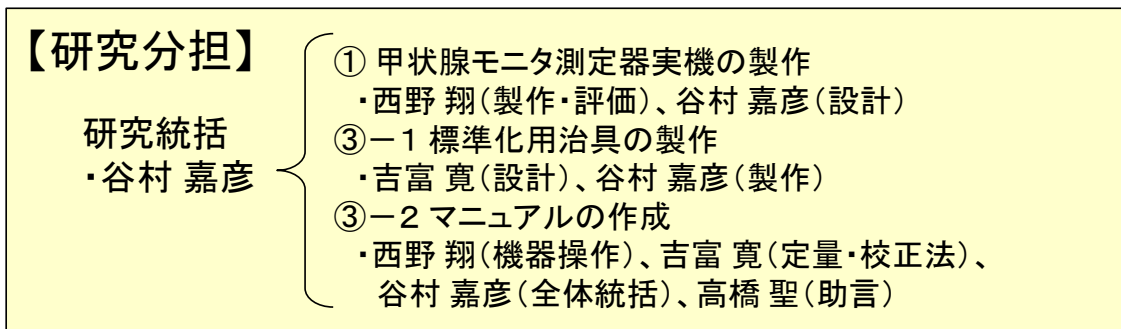 【研究分担】
研究統括
・谷村 嘉彦
① 甲状腺モニタ測定器実機の製作
・西野 翔（製作・評価）、谷村 嘉彦（設計）
③－１ 標準化用治具の製作
・吉富 寛（設計）、谷村 嘉彦（製作）
③－２ マニュアルの作成
・西野 翔（機器操作）、吉富 寛（定量・校正法）、
谷村 嘉彦（全体統括）、高橋 聖（助言）